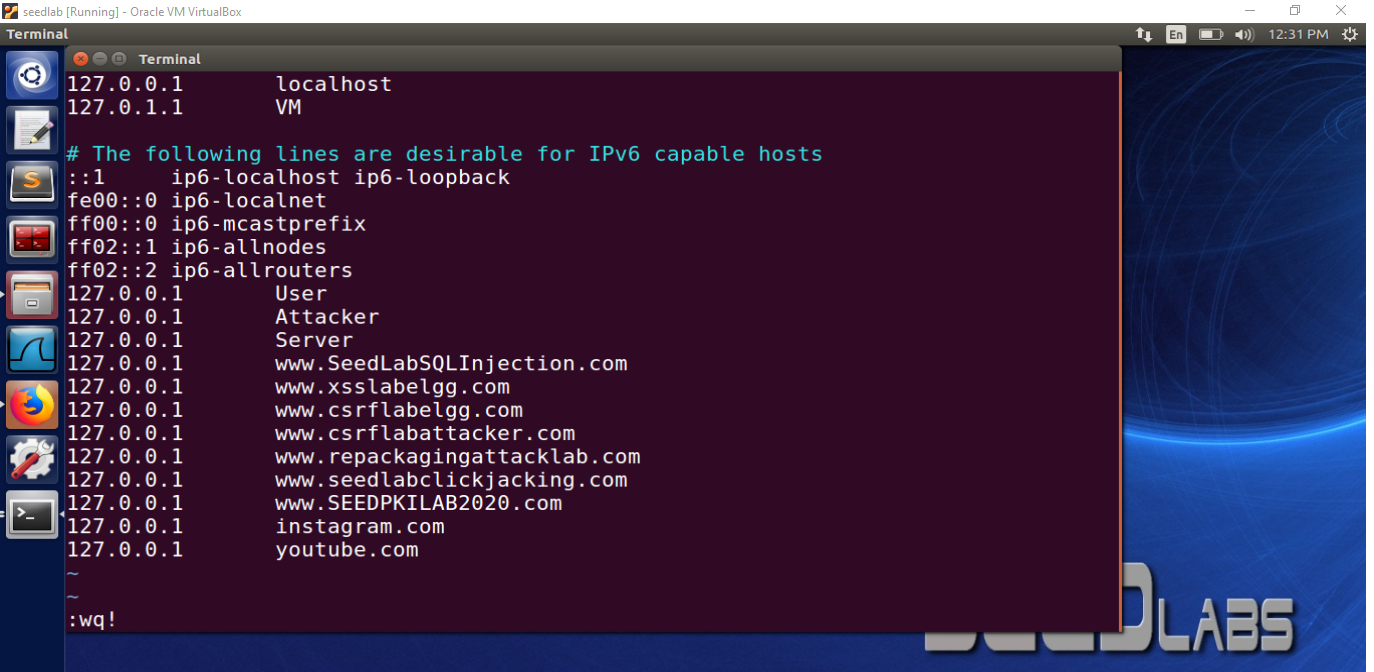 seedlab [Running] - Oracle VM VirtualBox
Terminal
En
12:31 PM
Terminal
127.0.0.1       localhost
127.0.1.1       VM
# The following lines are desirable for IPv6 capable hosts
::1     ip6-localhost ip6-loopback
fe00::0 ip6-localnet
ff00::0 ip6-mcastprefix
ff02::1 ip6-allnodes
ff02::2 ip6-allrouters
127.0.0.1       User
127.0.0.1       Attacker
127.0.0.1       Server
127.0.0.1       www.SeedLabSQLInjection.com
127.0.0.1       www.xsslabelgg.com
127.0.0.1       www.csrflabelgg.com
127.0.0.1       www.csrflabattacker.com
127.0.0.1       www.repackagingattacklab.com
127.0.0.1       www.seedlabclickjacking.com
127.0.0.1       www.SEEDPKILAB2020.com
127.0.0.1       instagram.com
127.0.0.1       youtube.com
~
~
:wq!
LABS